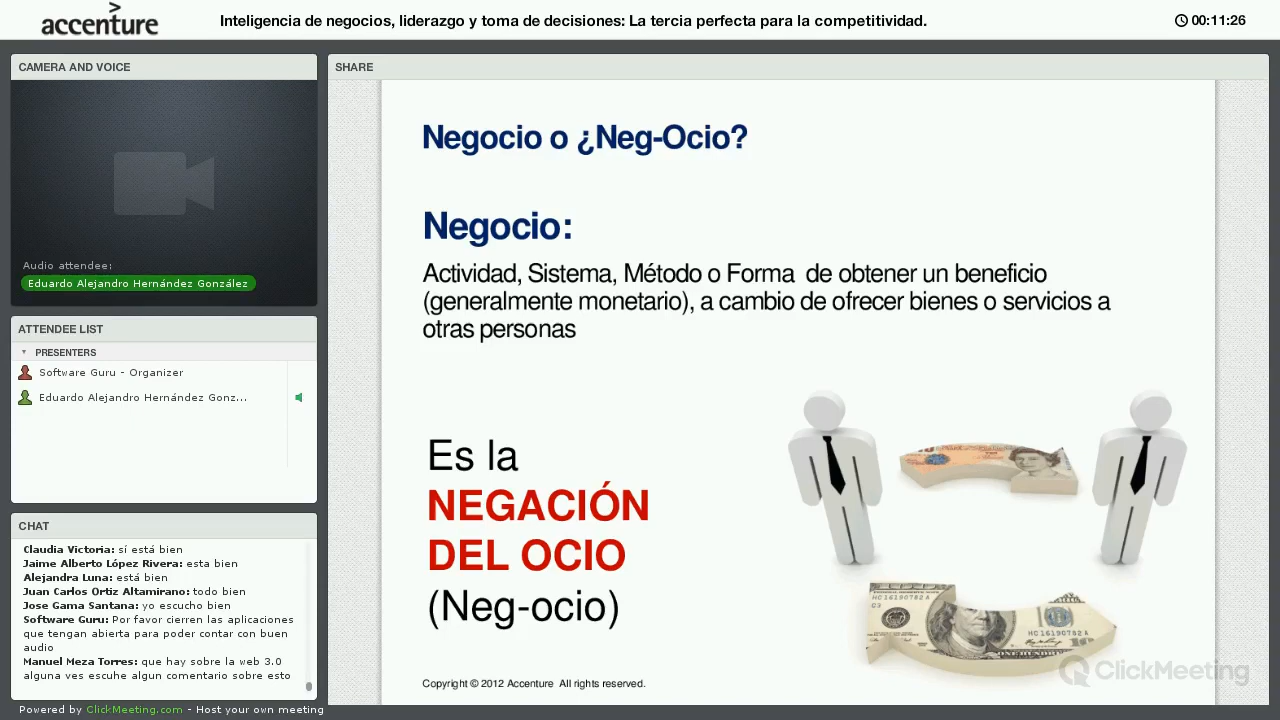 accenture
Inteligencia de negocios, liderazgo y toma de decisiones: La tercia perfecta para la competitividad.
00:11:26
CAMERA AND VOICE
Audio attendee:
Eduardo Alejandro Hernández González
ATTENDEE LIST
PRESENTERS
Software Guru - Organizer
Eduardo Alejandro Hernández Gonz...
CHAT
Claudia Victoria: sí está bien
Jaime Alberto López Rivera: esta bien
Alejandra Luna: está bien
Juan Carlos Ortiz Altamirano
Jose Gama Santana: yo escucho bien
Software Guru: Por favor cierren las aplicaciones
que tengan abierta para poder contar con buen
audio
Manuel Meza Torres: que hay sobre la web 3.0
alguna ves escuhe algun comentario sobre esto
Powered by ClickMeeting.com - Host your own meeting
SHARE
Negocio o ¿Neg-Ocio?
Negocio:
Actividad, Sistema, Método o Forma de obtener un beneficio
(generalmente monetario), a cambio de ofrecer bienes o servicios a
otras personas
Es la
NEGACIÓN
DEL OCIO
(Neg-ocio)
HC 16190782 A
HC 16190782 A
Copyright © 2012 Accenture All rights reserved.
ClickMeeting